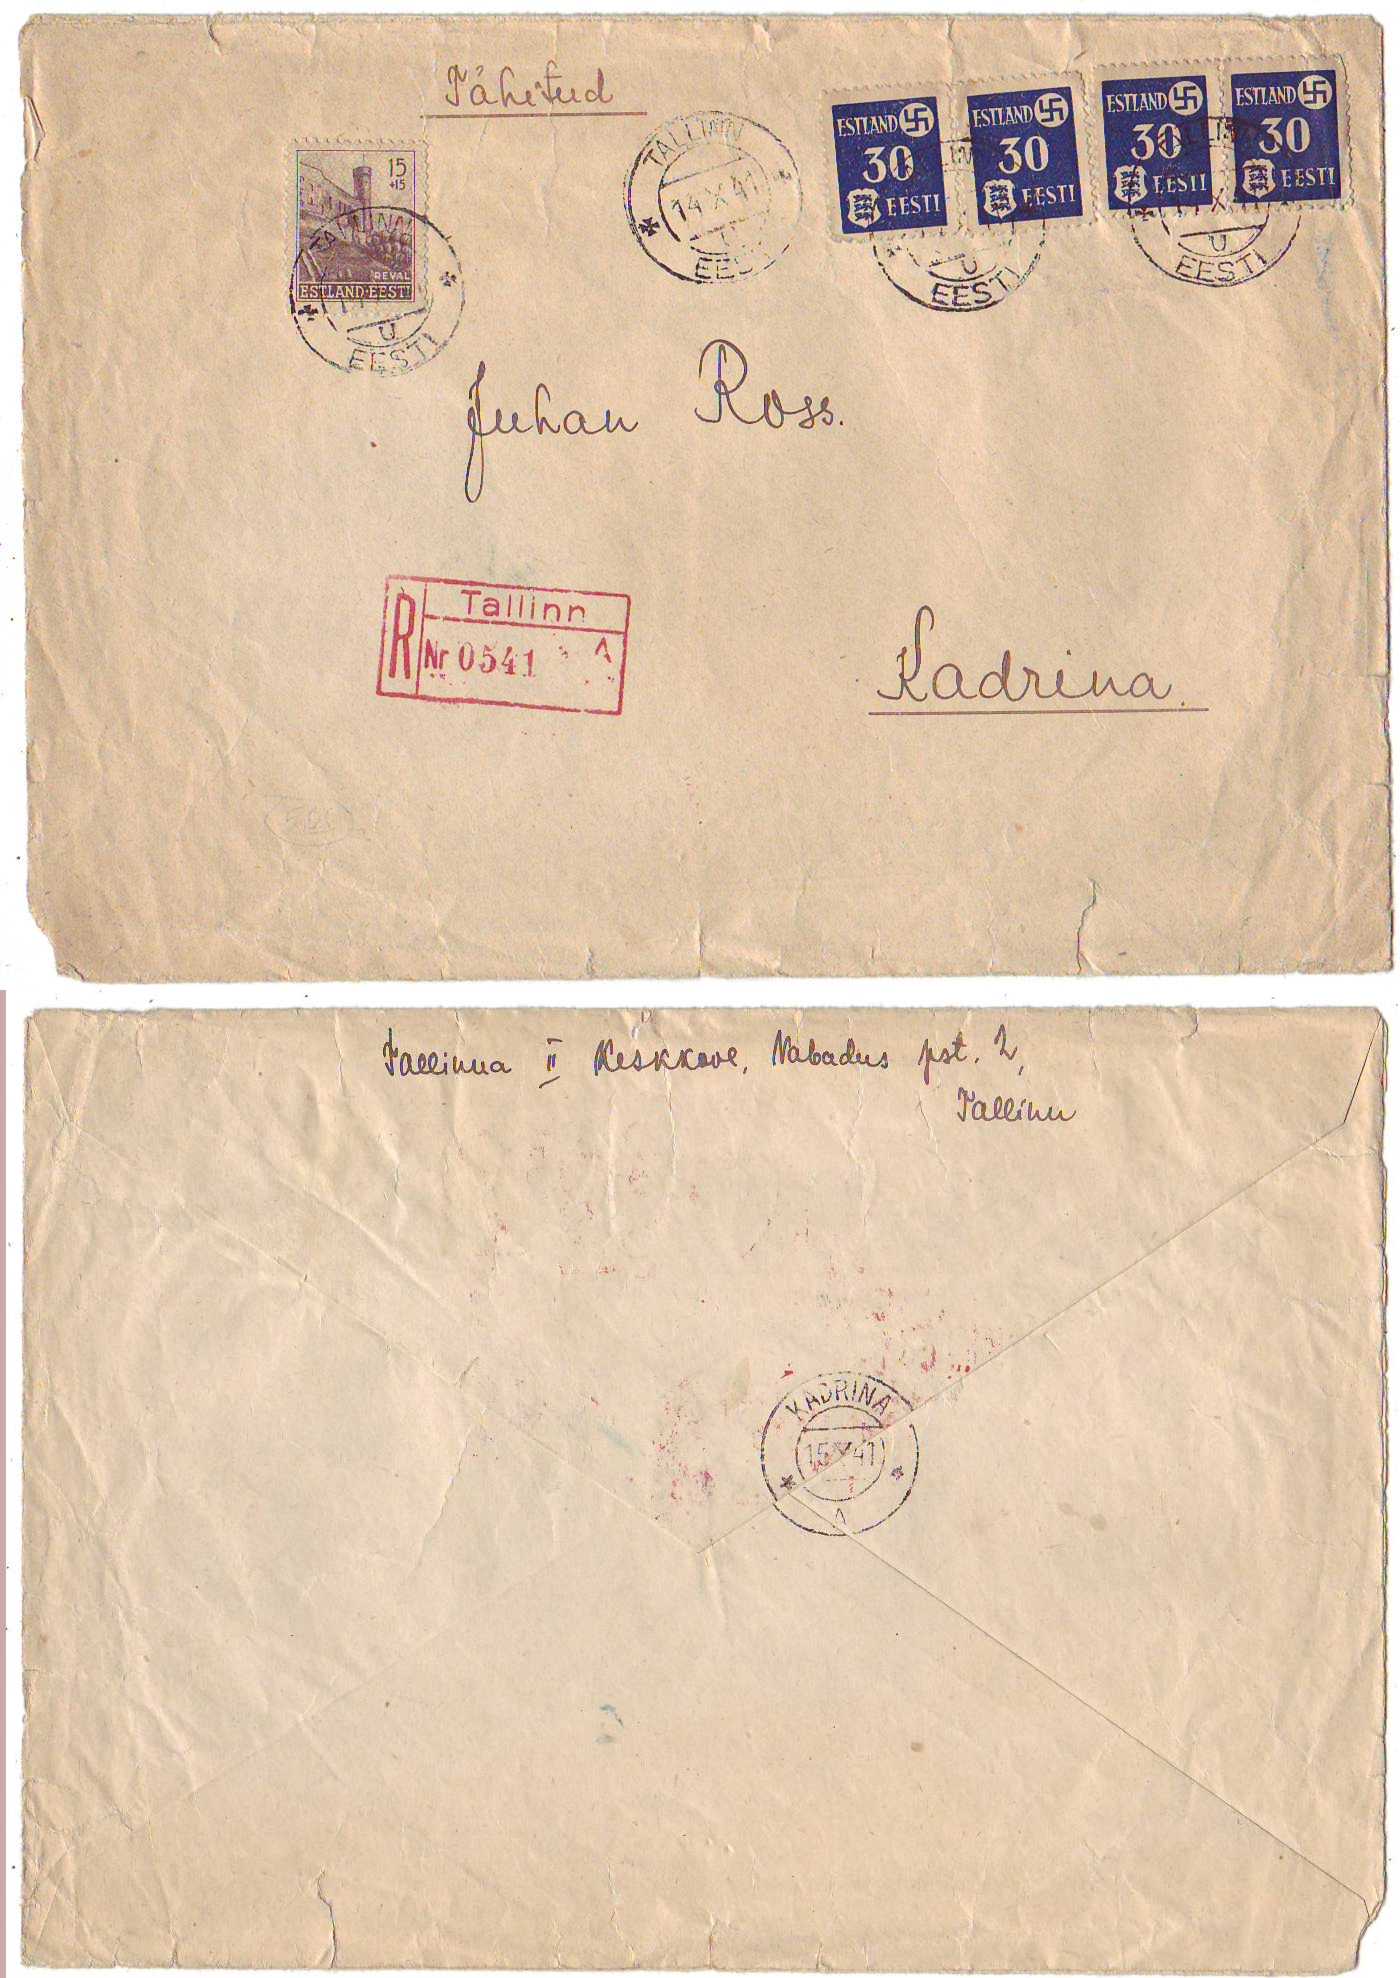 Tähitud
15
+15
REVAL
ESTLAND·EESTI
TALLINN
U
EESTI
TALLINN
14 X 41
EESTI
ESTLAND
30
EESTI
ESTLAND
30
EESTI
ESTLAND
30
EESTI
ESTLAND
30
EESTI
U
EESTI
U
EESTI
Juhan Ross.
R
Tallinn
Nr 0541 A
Kadrina.
Tallinna II Keskkool, Vabadus pst. 2,
Tallinn
KADRINA
15 X 41
A